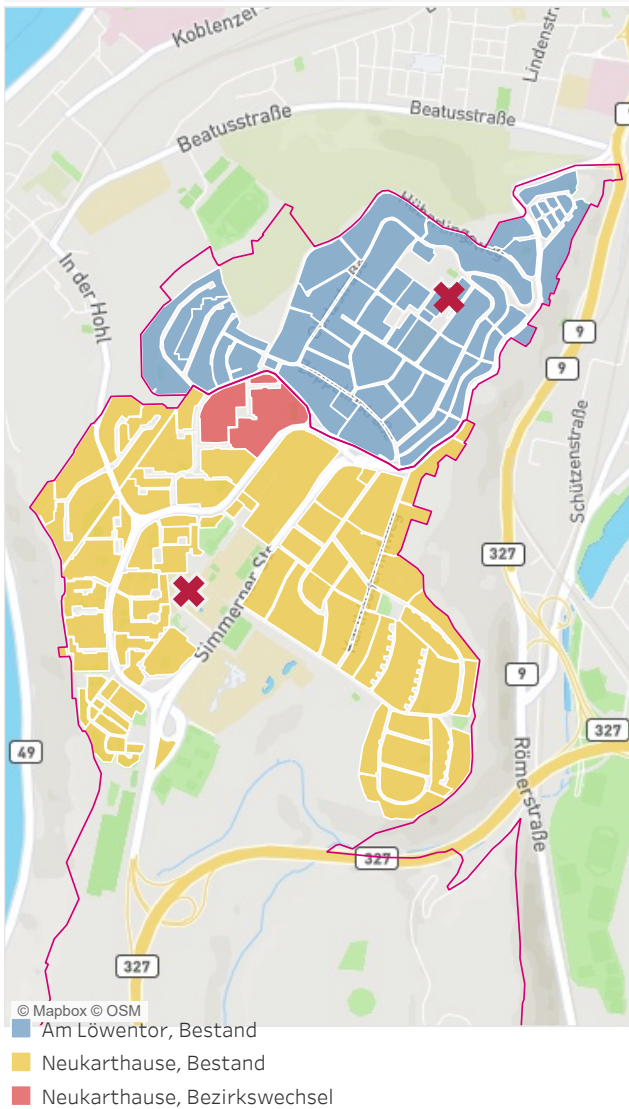 Koblenzer
Lindenstr
Beatusstraße
Beatusstraße
In der Hohl
9
9
Schützenstraße
327
Simmerner Str
9
327
49
Römerstraße
327
327
© Mapbox © OSM
Am Löwentor, Bestand
Neukarthause, Bestand
Neukarthause, Bezirkswechsel